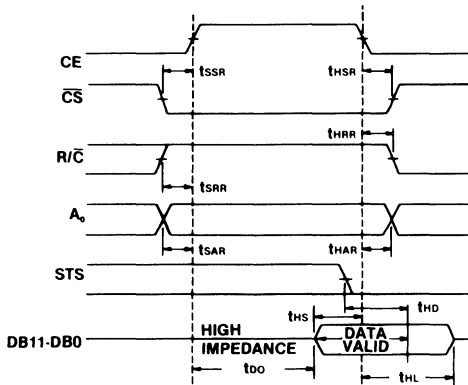 CE
tSSR
tHSR
CS
tHRR
R/C
tSRR
A₀
tSAR
tHAR
STS
tHS
tHD
DB11-DB0
HIGH
IMPEDANCE
DATA
VALID
tDO
tHL